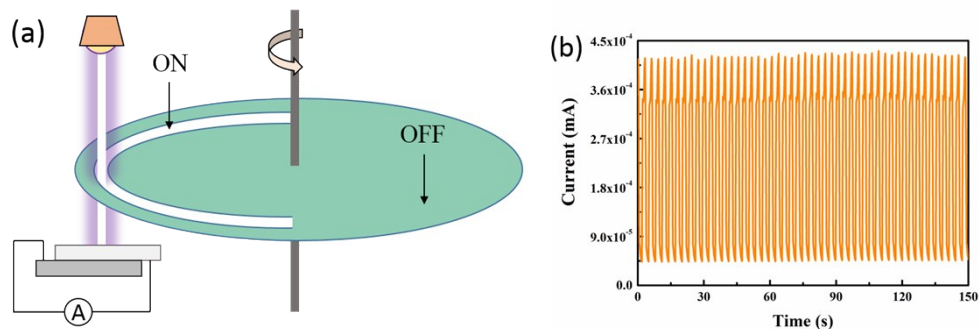 (a)
ON
OFF
A
(b)
4.5x10⁻⁴
3.6x10⁻⁴
2.7x10⁻⁴
1.8x10⁻⁴
9.0x10⁻⁵
0.0
Current (mA)
0 30 60 90 120 150
Time (s)